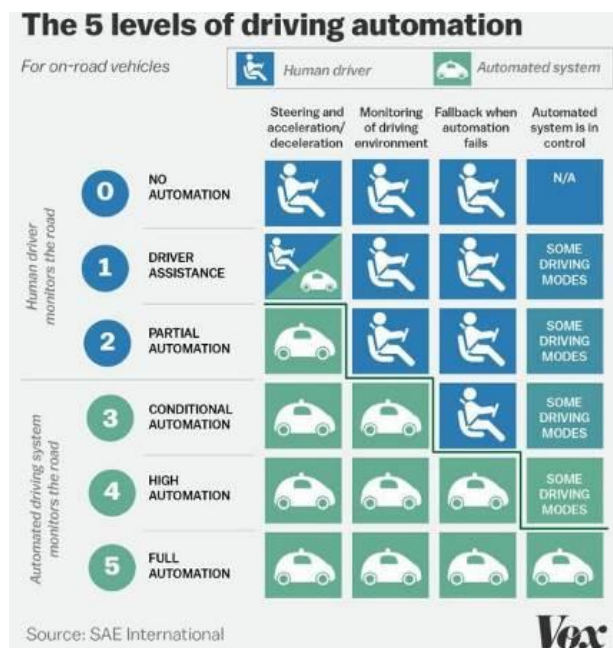 The 5 levels of driving automation
For on-road vehicles
Human driver
Automated system
Steering and
acceleration/
deceleration
Monitoring
of driving
environment
Fallback when
automation
fails
Automated
system is in
control
Human driver
monitors the road
0
NO
AUTOMATION
N/A
1
DRIVER
ASSISTANCE
SOME
DRIVING
MODES
2
PARTIAL
AUTOMATION
SOME
DRIVING
MODES
Automated driving system
monitors the road
3
CONDITIONAL
AUTOMATION
SOME
DRIVING
MODES
4
HIGH
AUTOMATION
SOME
DRIVING
MODES
5
FULL
AUTOMATION
Source: SAE International
Vox